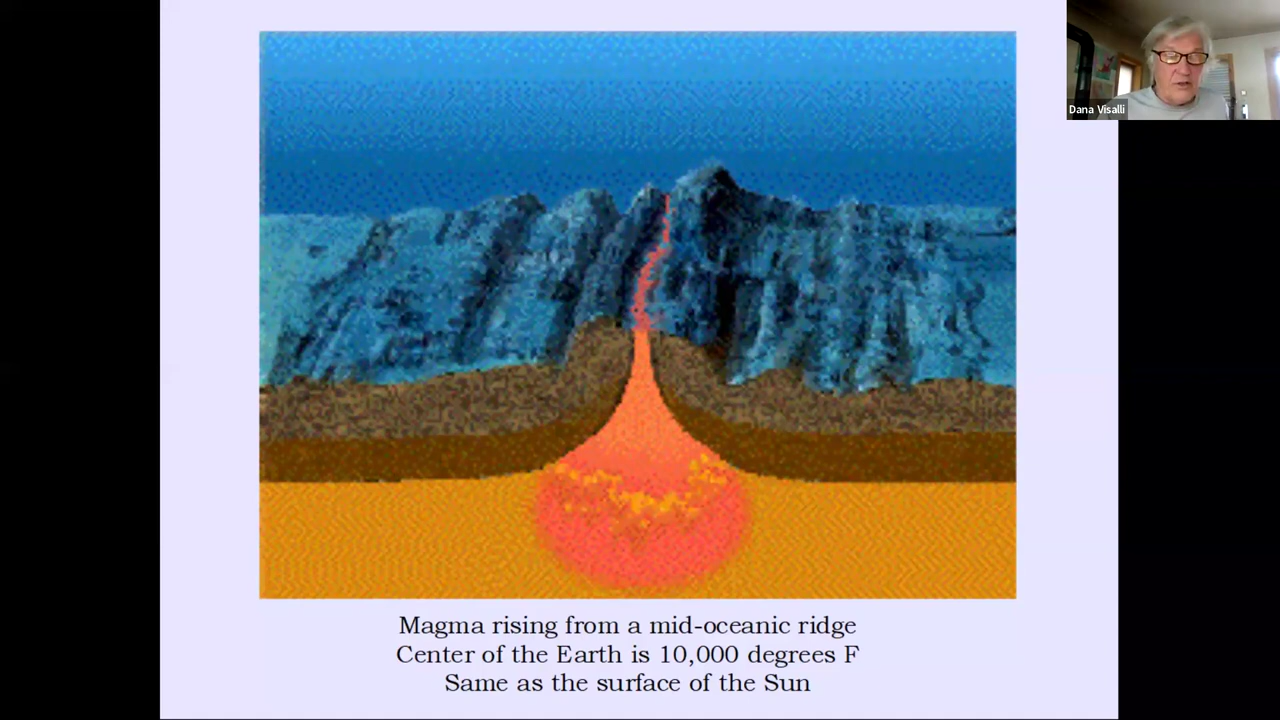 Dana Visalli
Magma rising from a mid-oceanic ridge
Center of the Earth is 10,000 degrees F
Same as the surface of the Sun